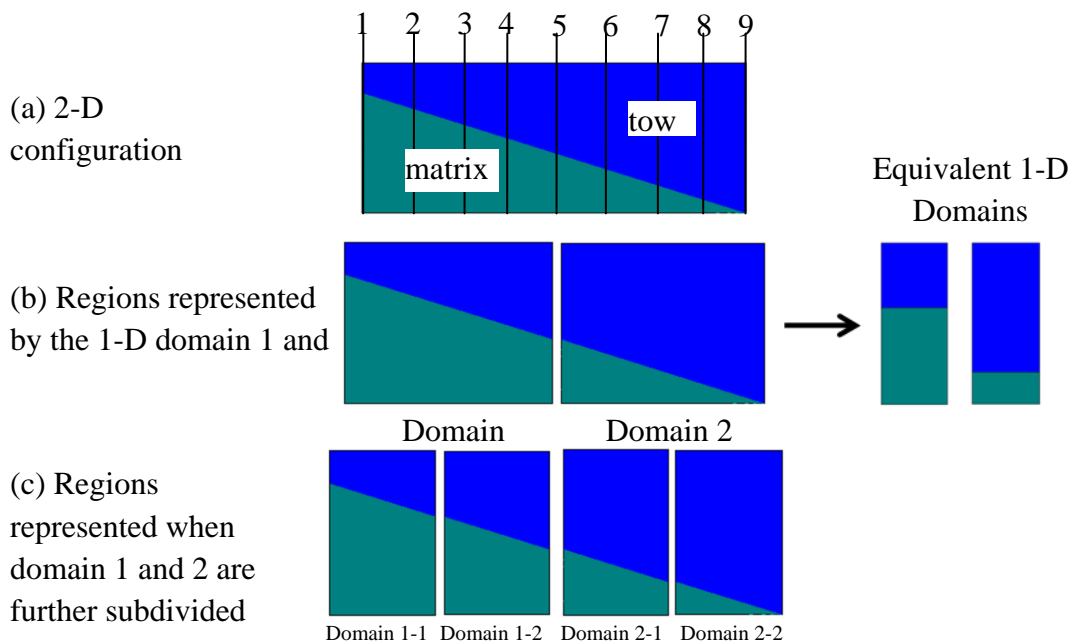 1 2 3 4 5 6 7 8 9
(a) 2-D
configuration
tow
matrix
Equivalent 1-D
Domains
(b) Regions represented
by the 1-D domain 1 and
Domain
Domain 2
(c) Regions
represented when
domain 1 and 2 are
further subdivided
Domain 1-1
Domain 1-2
Domain 2-1
Domain 2-2